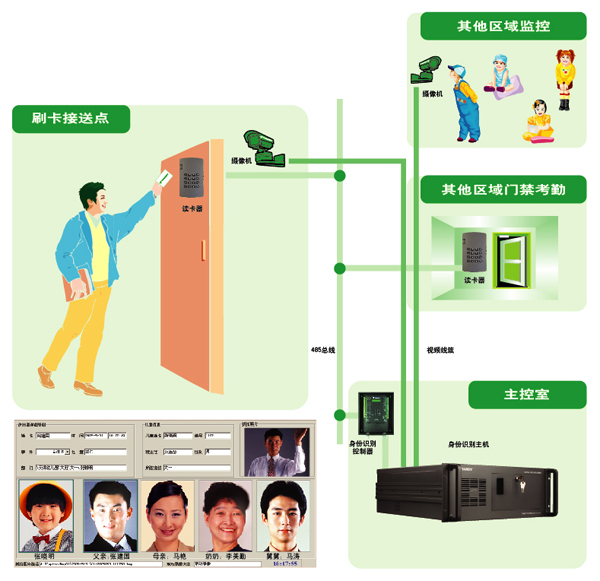 其他区域监控
摄像机
刷卡接送点
摄像机
读卡器
其他区域门禁考勤
读卡器
485总线
视频线缆
主控室
身份识别
控制器
身份识别主机
张晓明
父亲:张建国
母亲: 马艳
奶奶: 李美勤
舅舅: 马涛
16:17:55